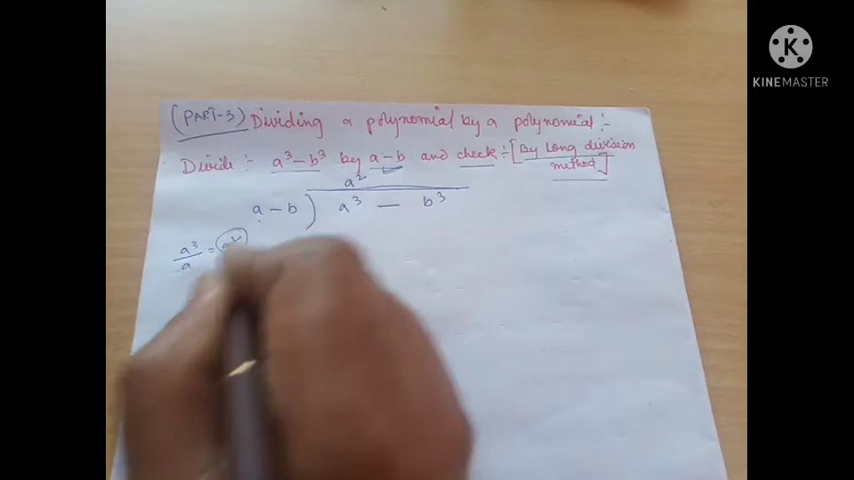 (PART-3) Dividing a polynomial by a polynomial :-
Divide :- a³-b³ by a-b and check :- [By Long division
method]
a²
a-b) a³ - b³
a³/a = a²
K
KINEMASTER